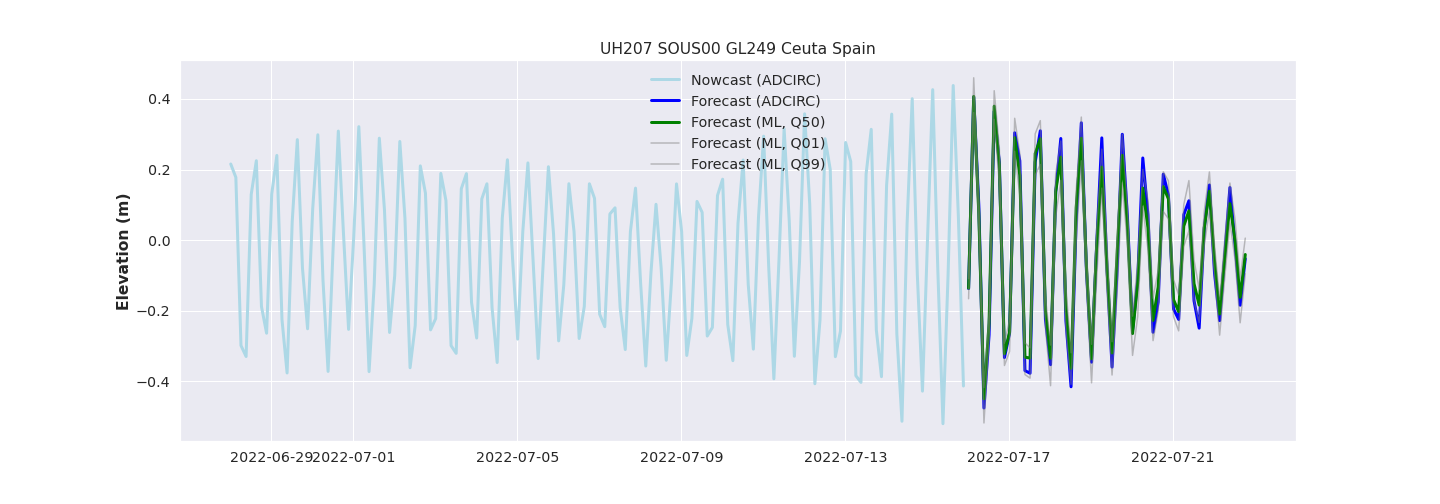 UH207 SOUS00 GL249 Ceuta Spain
Nowcast (ADCIRC)
Forecast (ADCIRC)
Forecast (ML, Q50)
Forecast (ML, Q01)
Forecast (ML, Q99)
Elevation (m)
0.4
0.2
0.0
−0.2
−0.4
2022-06-29 2022-07-01 2022-07-05 2022-07-09 2022-07-13 2022-07-17 2022-07-21